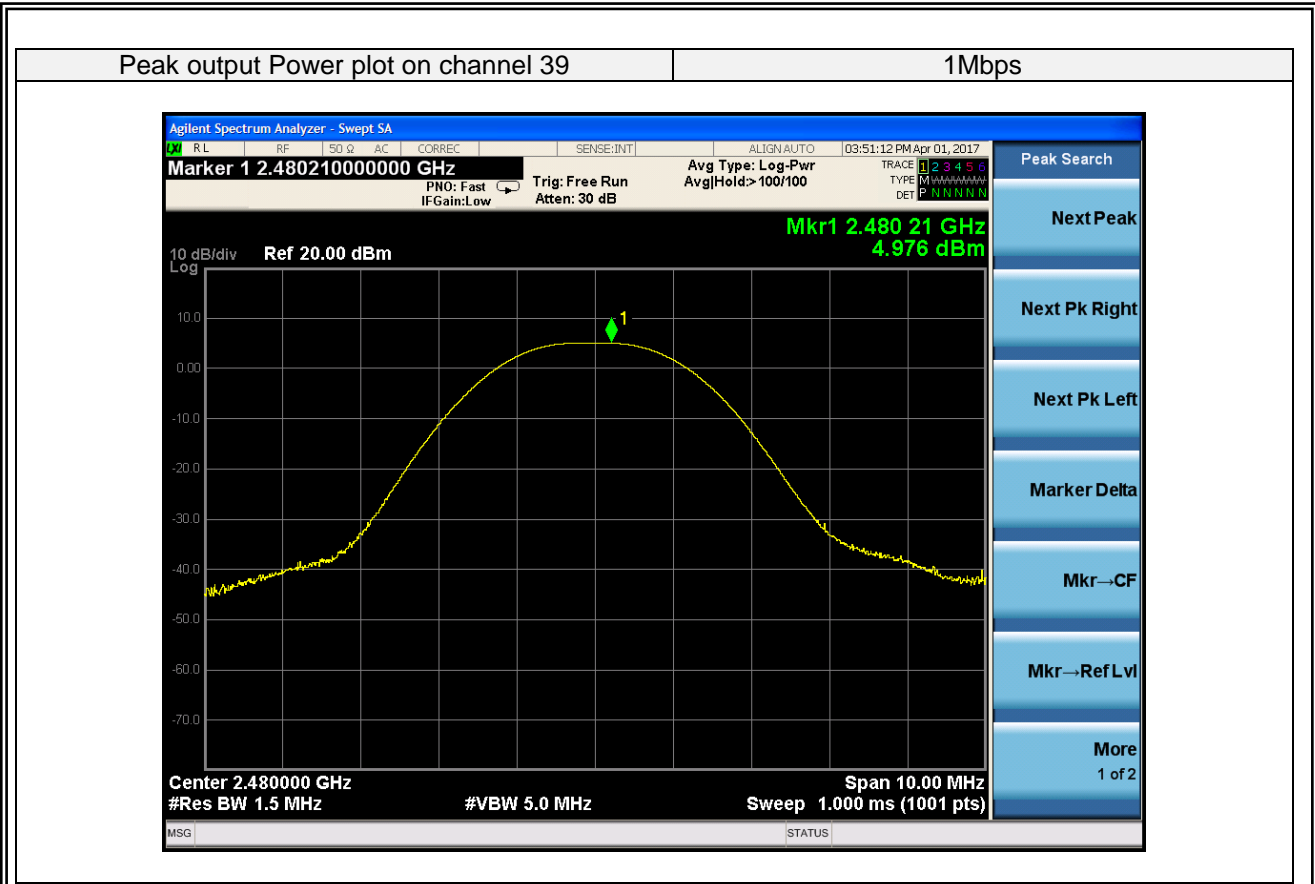 Peak output Power plot on channel 39 1Mbps
Agilent Spectrum Analyzer - Swept SA
LXI RL RF 50 Ω AC CORREC SENSE:INT ALIGN AUTO 03:51:12 PM Apr 01, 2017
Marker 1 2.480210000000 GHz
PNO: Fast
IFGain:Low
Trig: Free Run
Atten: 30 dB
Avg Type: Log-Pwr
Avg|Hold:> 100/100
TRACE 1 2 3 4 5 6
TYPE M W W W W W
DET P N N N N N
Peak Search
Mkr1 2.480 21 GHz
4.976 dBm
10 dB/div Ref 20.00 dBm
Log
10.0
0.00
-10.0
-20.0
-30.0
-40.0
-50.0
-60.0
-70.0
1
Center 2.480000 GHz Span 10.00 MHz
#Res BW 1.5 MHz #VBW 5.0 MHz Sweep 1.000 ms (1001 pts)
MSG STATUS
Next Peak
Next Pk Right
Next Pk Left
Marker Delta
Mkr→CF
Mkr→Ref Lvl
More
1 of 2